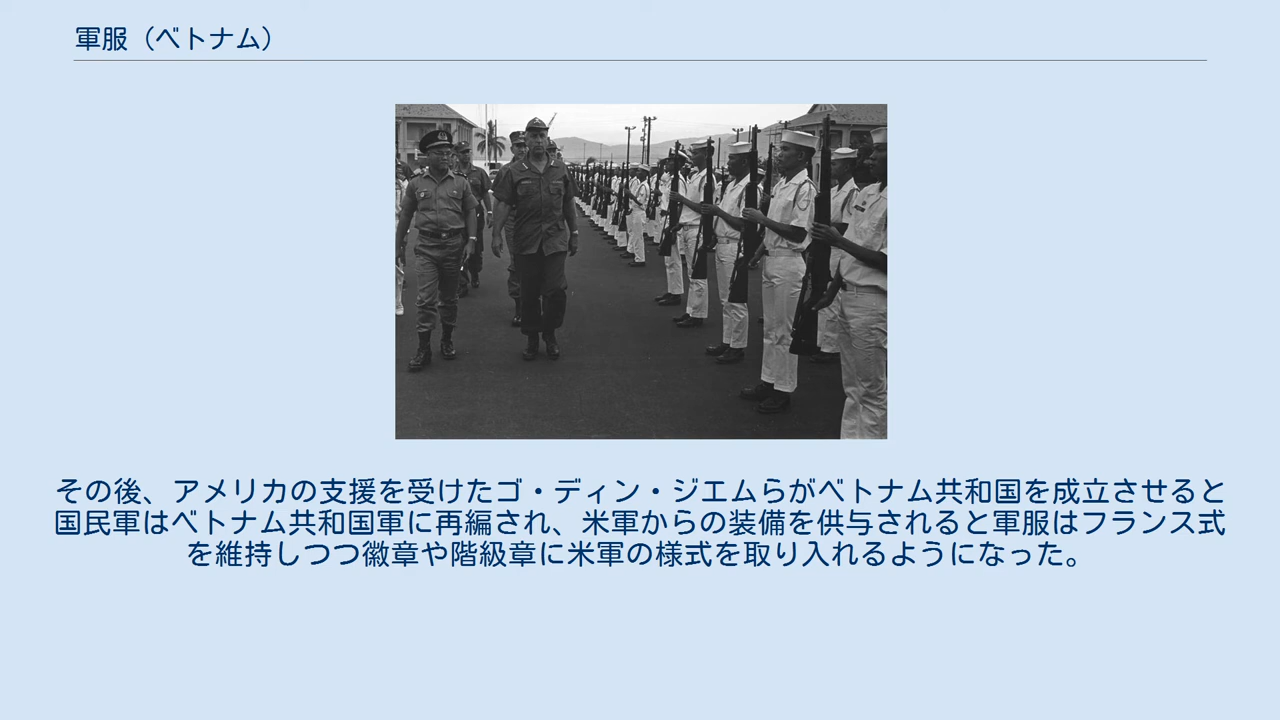 軍服（ベトナム）
その後、アメリカの支援を受けたゴ・ディン・ジエムらがベトナム共和国を成立させると
国民軍はベトナム共和国軍に再編され、米軍からの装備を供与されると軍服はフランス式
を維持しつつ徽章や階級章に米軍の様式を取り入れるようになった。